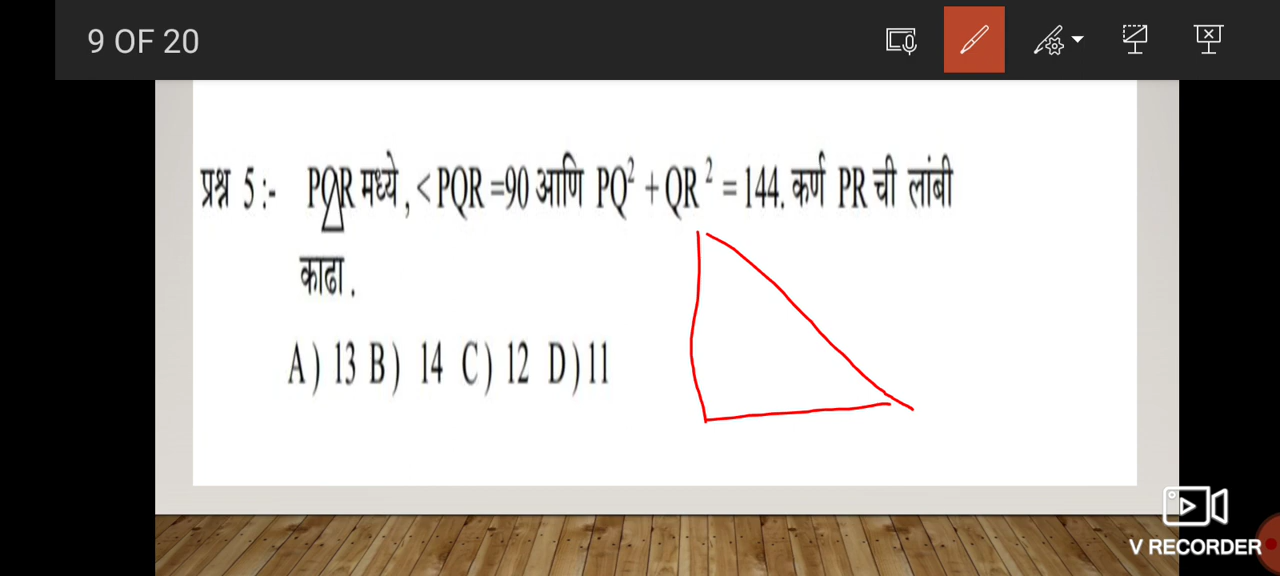 9 OF 20
प्रश्न 5:- PQR मध्ये , < PQR =90 आणि PQ² + QR² = 144. कर्ण PR ची लांबी
काढा .
A) 13 B) 14 C) 12 D)11
V RECORDER